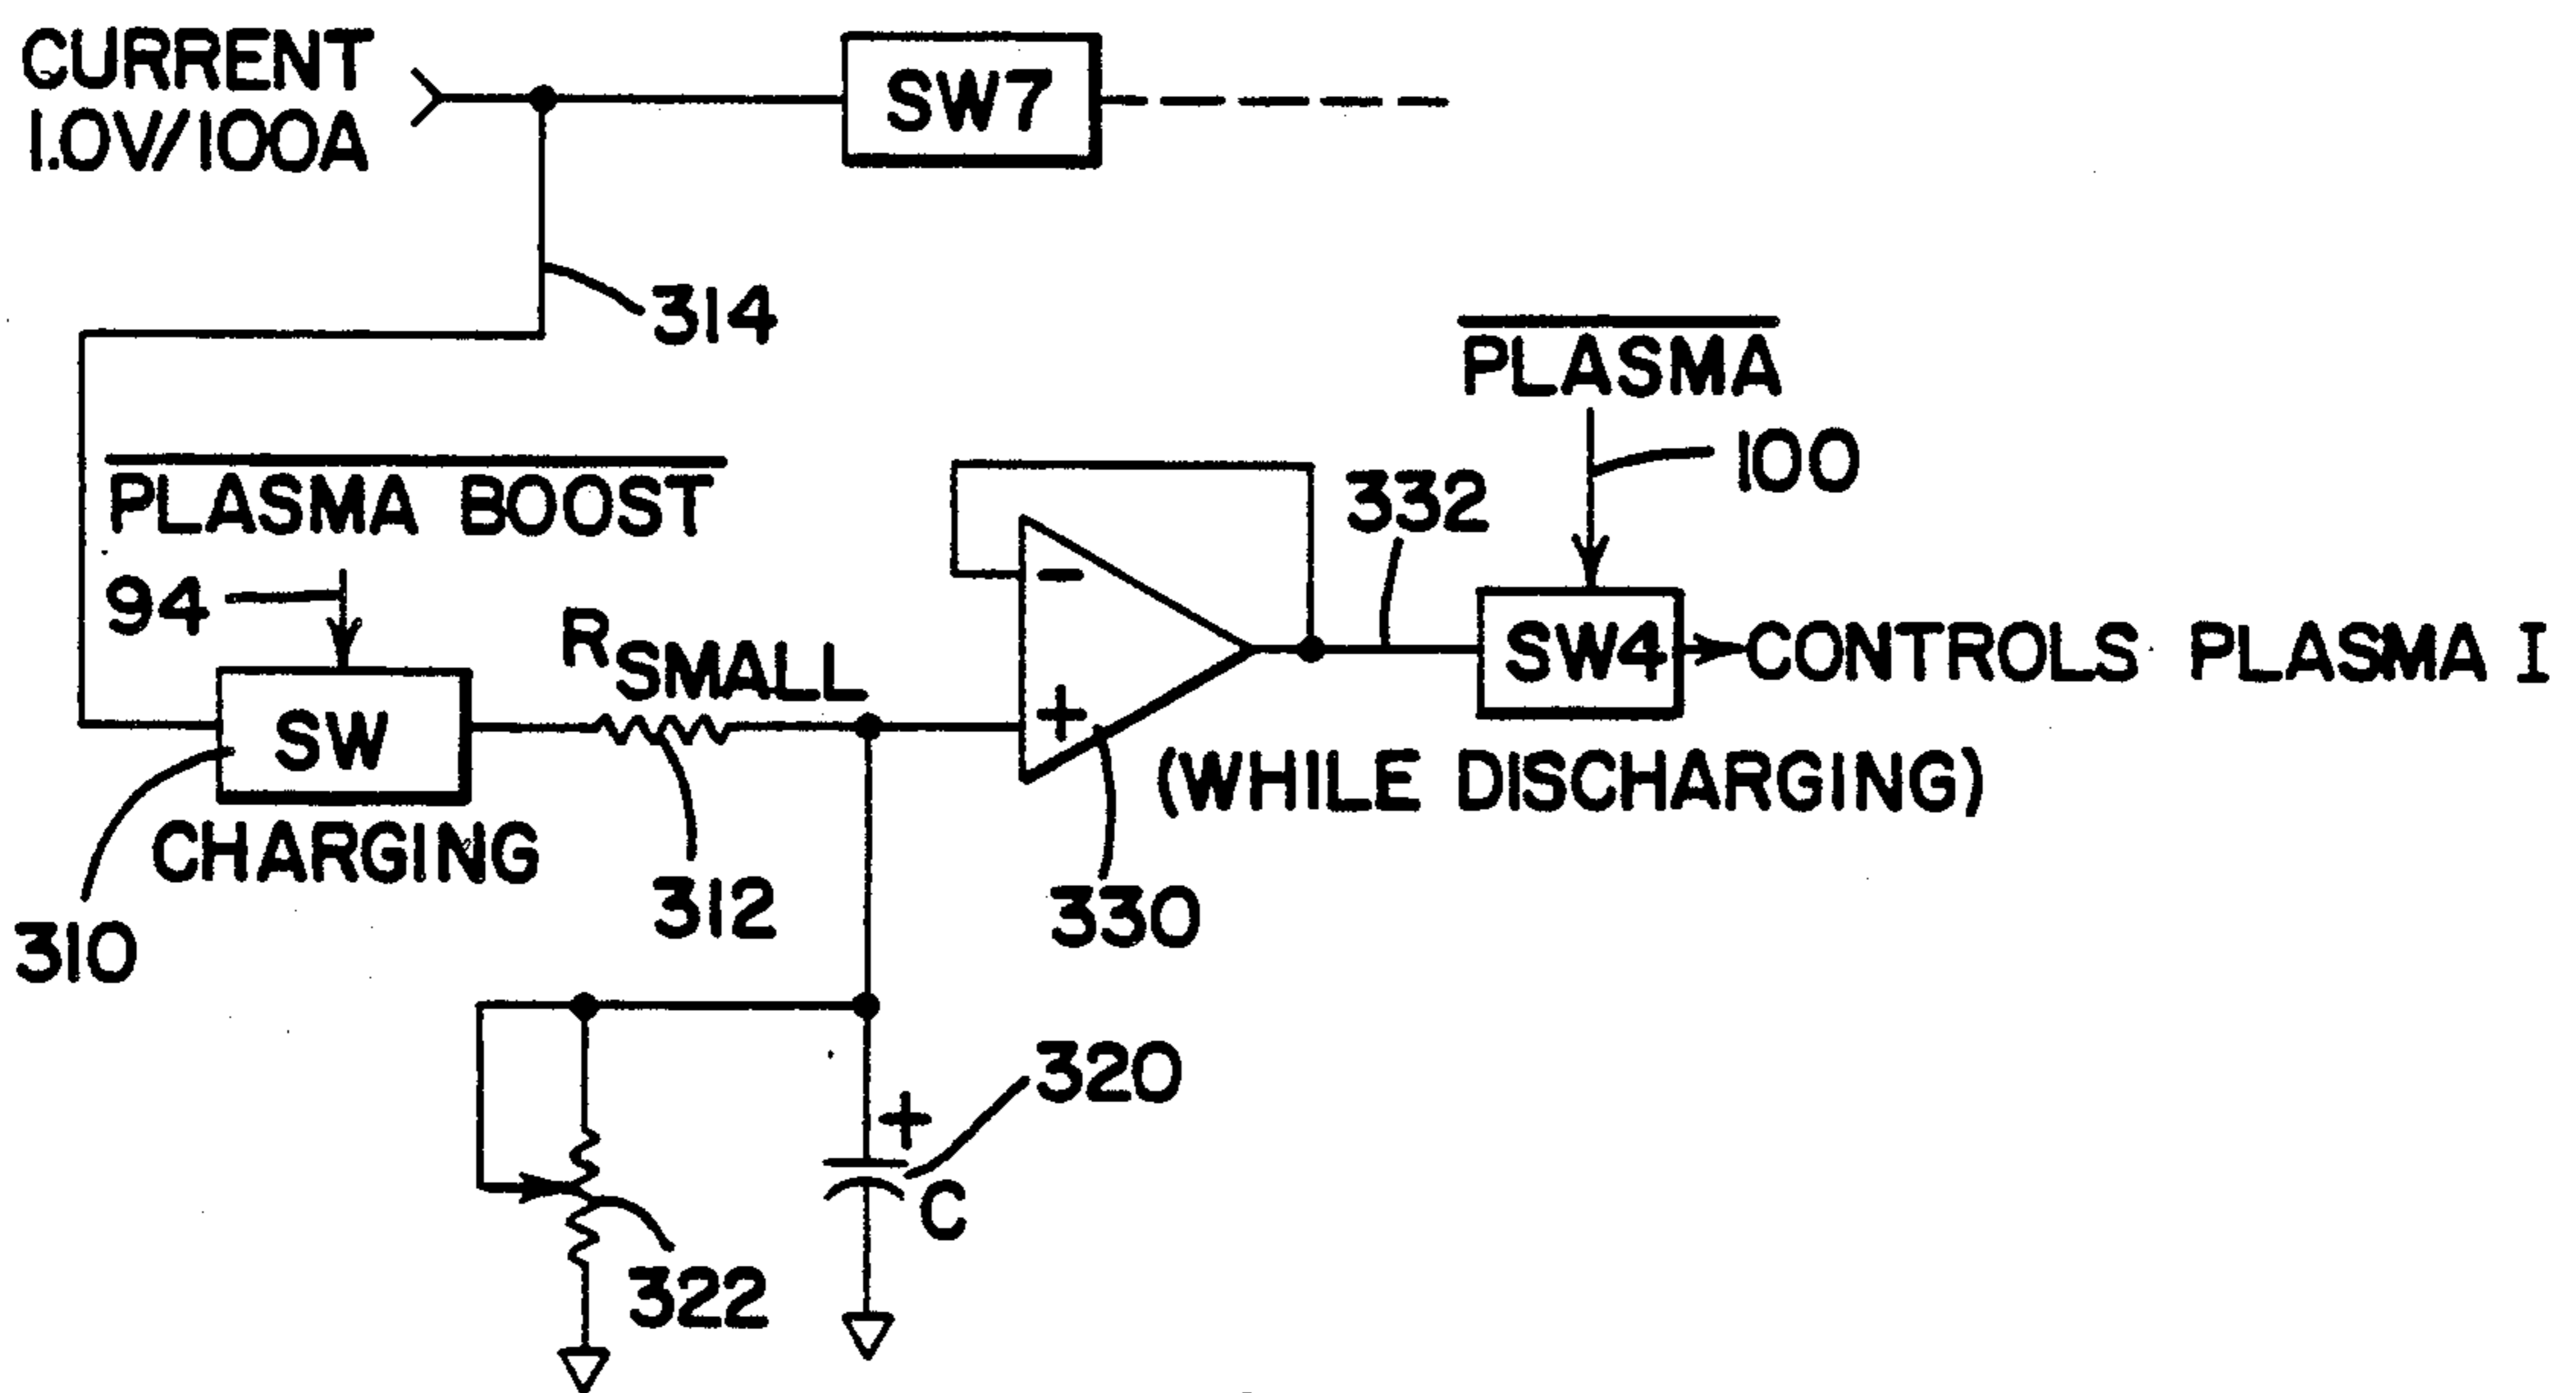 CURRENT
1.0V/100A
SW7
314
PLASMA
100
PLASMA BOOST
332
94
RSMALL
-
SW
SW4
CONTROLS PLASMA I
+
(WHILE DISCHARGING)
CHARGING
312
330
310
320
+
C
322